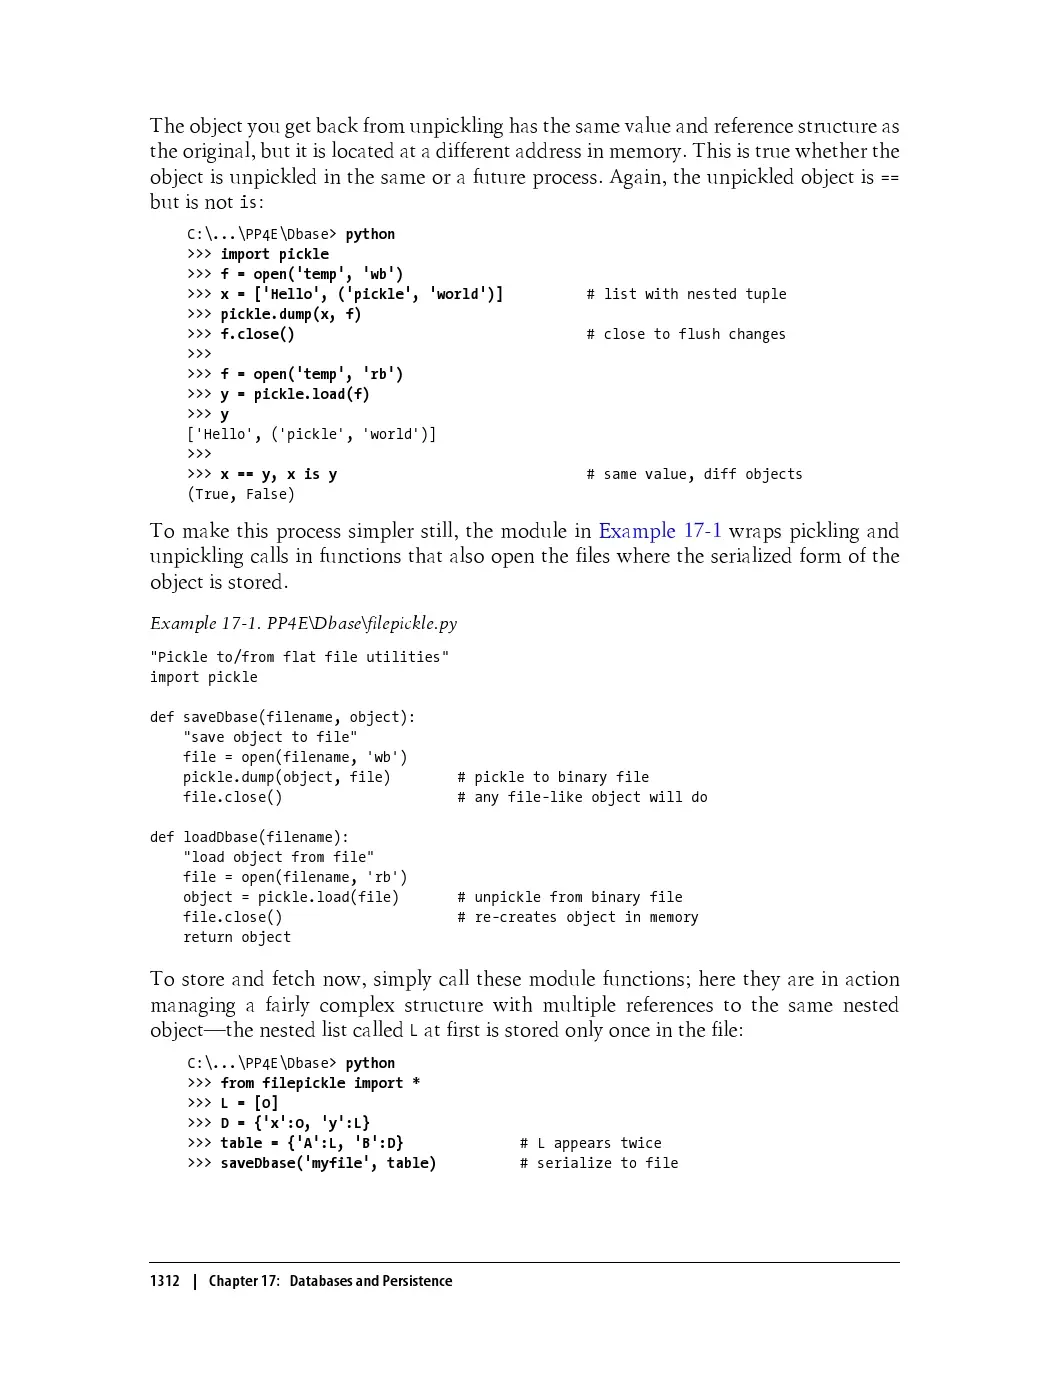 The object you get back from unpickling has the same value and reference structure as
the original, but it is located at a different address in memory. This is true whether the
object is unpickled in the same or a future process. Again, the unpickled object is ==
but is not is:
C:\...\PP4E\Dbase> python
>>> import pickle
>>> f = open('temp', 'wb')
>>> x = ['Hello', ('pickle', 'world')] # list with nested tuple
>>> pickle.dump(x, f)
>>> f.close() # close to flush changes
>>>
>>> f = open('temp', 'rb')
>>> y = pickle.load(f)
>>> y
['Hello', ('pickle', 'world')]
>>>
>>> x == y, x is y # same value, diff objects
(True, False)
To make this process simpler still, the module in Example 17-1 wraps pickling and
unpickling calls in functions that also open the files where the serialized form of the
object is stored.
Example 17-1. PP4E\Dbase\filepickle.py
"Pickle to/from flat file utilities"
import pickle
def saveDbase(filename, object):
"save object to file"
file = open(filename, 'wb')
pickle.dump(object, file) # pickle to binary file
file.close() # any file-like object will do
def loadDbase(filename):
"load object from file"
file = open(filename, 'rb')
object = pickle.load(file) # unpickle from binary file
file.close() # re-creates object in memory
return object
To store and fetch now, simply call these module functions; here they are in action
managing a fairly complex structure with multiple references to the same nested
object—the nested list called L at first is stored only once in the file:
C:\...\PP4E\Dbase> python
>>> from filepickle import *
>>> L = [0]
>>> D = {'x':0, 'y':L}
>>> table = {'A':L, 'B':D} # L appears twice
>>> saveDbase('myfile', table) # serialize to file
1312 | Chapter 17: Databases and Persistence